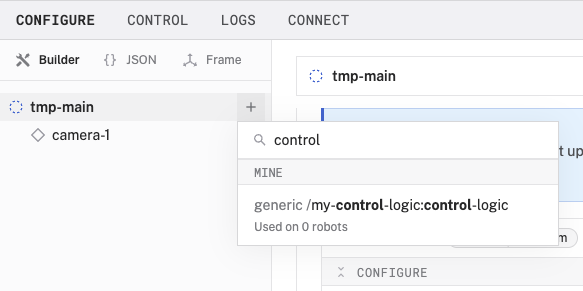 CONFIGURE CONTROL LOGS CONNECT
Builder {} JSON Frame
tmp-main +
tmp-main
camera-1
control
t up
MINE
generic /my-control-logic:control-logic
Used on 0 robots
m
CONFIGURE